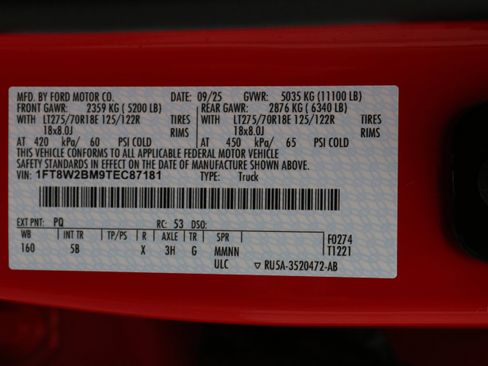 MFD. BY FORD MOTOR CO. DATE: 09/25 GVWR: 5035 KG (11100 LB)
FRONT GAWR: 2359 KG ( 5200 LB) REAR GAWR: 2876 KG ( 6340 LB)
WITH LT275/70R18E 125/122R TIRES WITH LT275/70R18E 125/122R TIRES
18x8.0J RIMS 18x8.0J RIMS
AT 420 kPa/ 60 PSI COLD AT 450 kPa/ 65 PSI COLD
THIS VEHICLE CONFORMS TO ALL APPLICABLE FEDERAL MOTOR VEHICLE
SAFETY STANDARDS IN EFFECT ON THE DATE OF MANUFACTURE SHOWN ABOVE.
VIN: 1FT8W2BM9TEC87181 TYPE: Truck
EXT PNT: PQ RC: 53 DSO:
WB INT TR TP/PS R AXLE TR SPR F0274
160 5B X 3H G MMNN T1221
ULC ▽ RU5A-3520472-AB